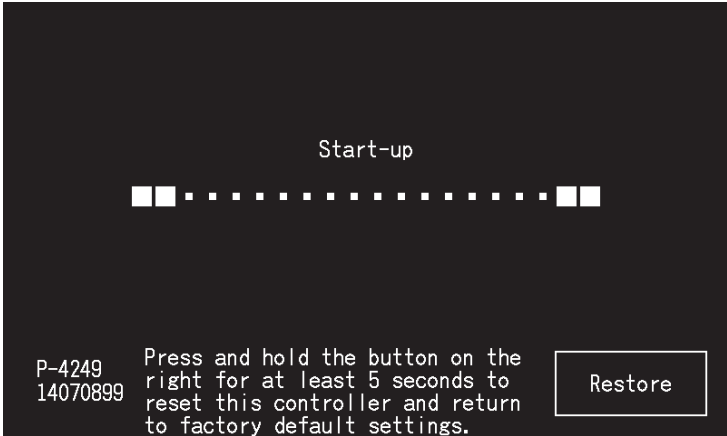 Start-up
P-4249
14070899
Press and hold the button on the
right for at least 5 seconds to
reset this controller and return
to factory default settings.
Restore